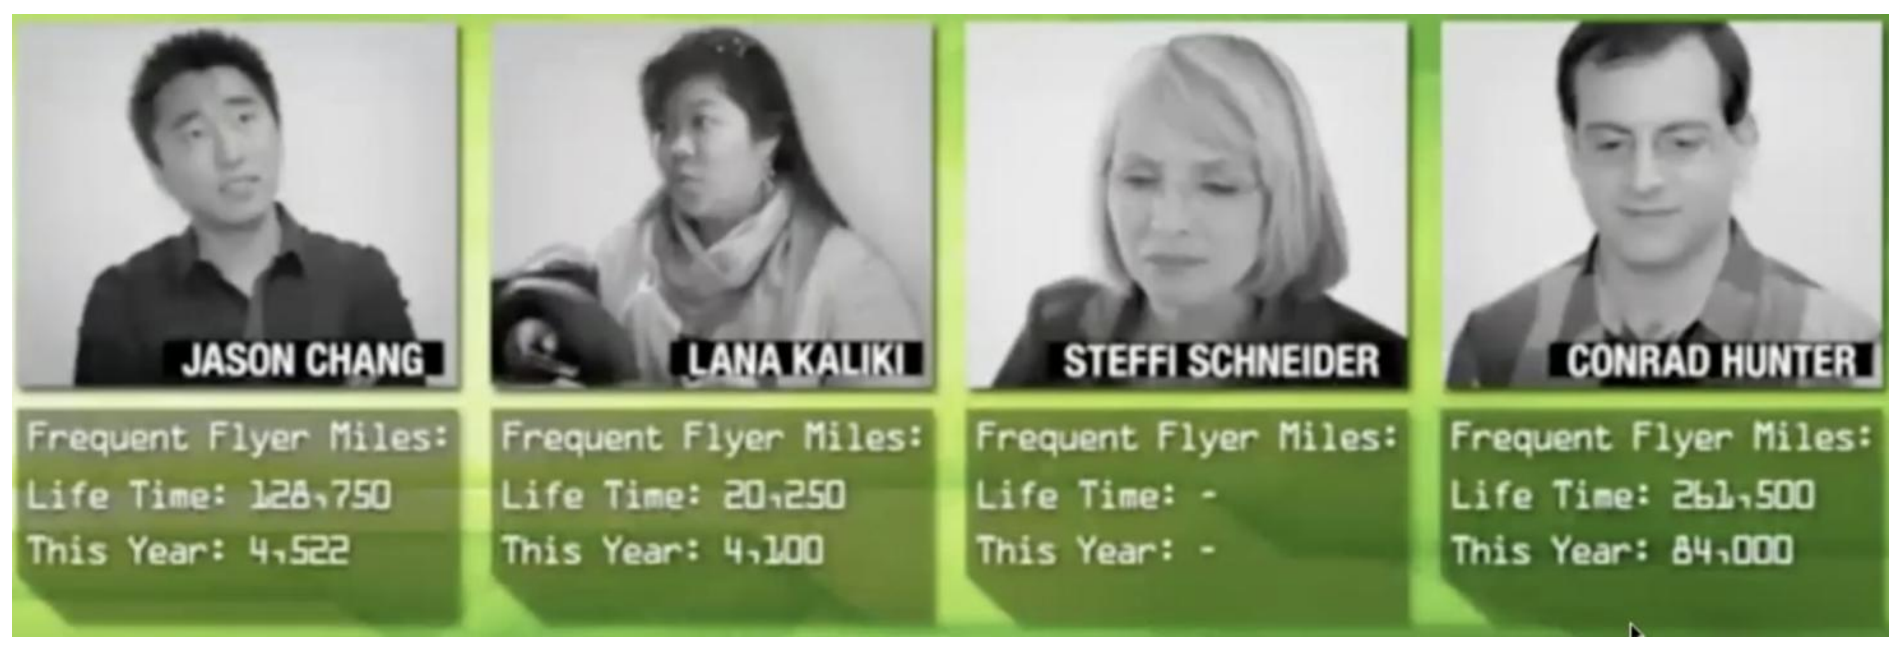 JASON CHANG
Frequent Flyer Miles:
Life Time: 128,750
This Year: 4,522
LANA KALIKI
Frequent Flyer Miles:
Life Time: 20,250
This Year: 4,100
STEFFI SCHNEIDER
Frequent Flyer Miles:
Life Time: -
This Year: -
CONRAD HUNTER
Frequent Flyer Miles:
Life Time: 261,500
This Year: 84,000